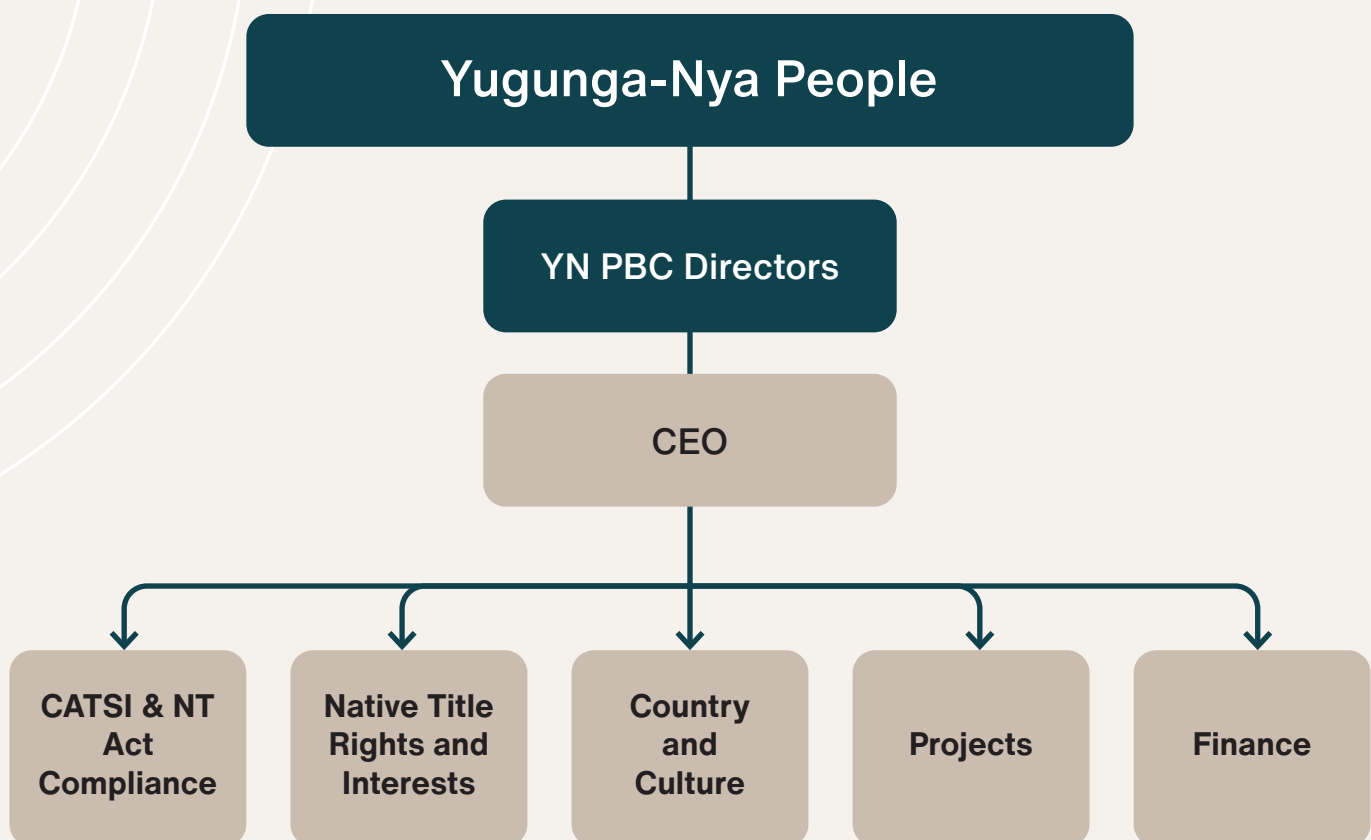 Yugunga-Nya People
YN PBC Directors
CEO
CATSI & NT
Act
Compliance
Native Title
Rights and
Interests
Country
and
Culture
Projects
Finance